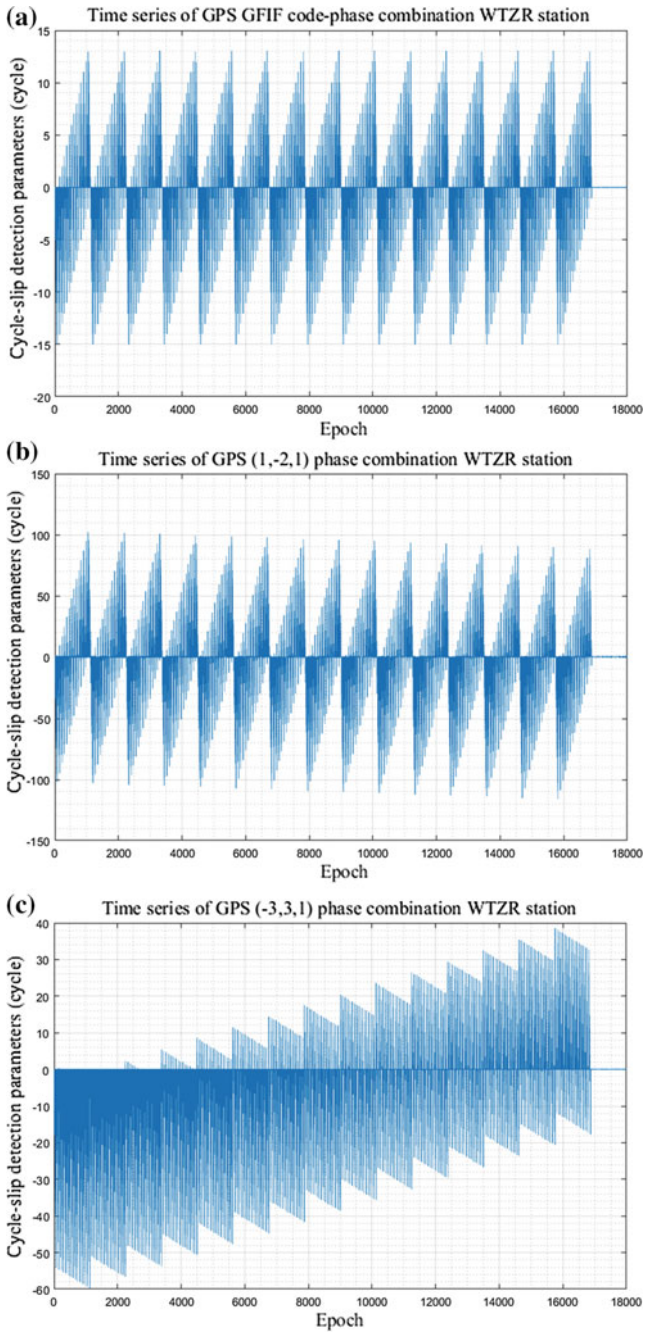 (a)
Time series of GPS GFIF code-phase combination WTZR station
Cycle-slip detection parameters (cycle)
15
10
5
0
-5
-10
-15
-20
0 2000 4000 6000 8000 10000 12000 14000 16000 18000
Epoch
(b)
Time series of GPS (1,-2,1) phase combination WTZR station
Cycle-slip detection parameters (cycle)
150
100
50
0
-50
-100
-150
0 2000 4000 6000 8000 10000 12000 14000 16000 18000
Epoch
(c)
Time series of GPS (-3,3,1) phase combination WTZR station
Cycle-slip detection parameters (cycle)
40
30
20
10
0
-10
-20
-30
-40
-50
-60
0 2000 4000 6000 8000 10000 12000 14000 16000 18000
Epoch